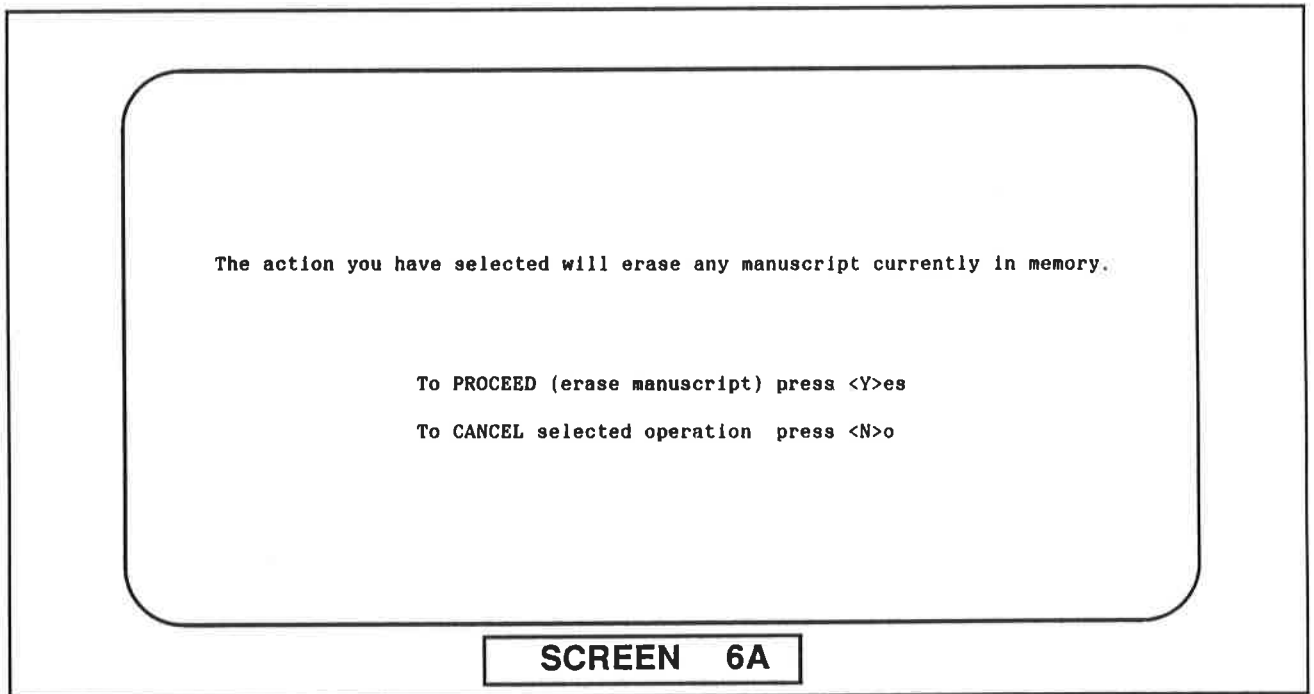 The action you have selected will erase any manuscript currently in memory.
To PROCEED (erase manuscript) press <Y>es
To CANCEL selected operation  press <N>o
SCREEN 6A